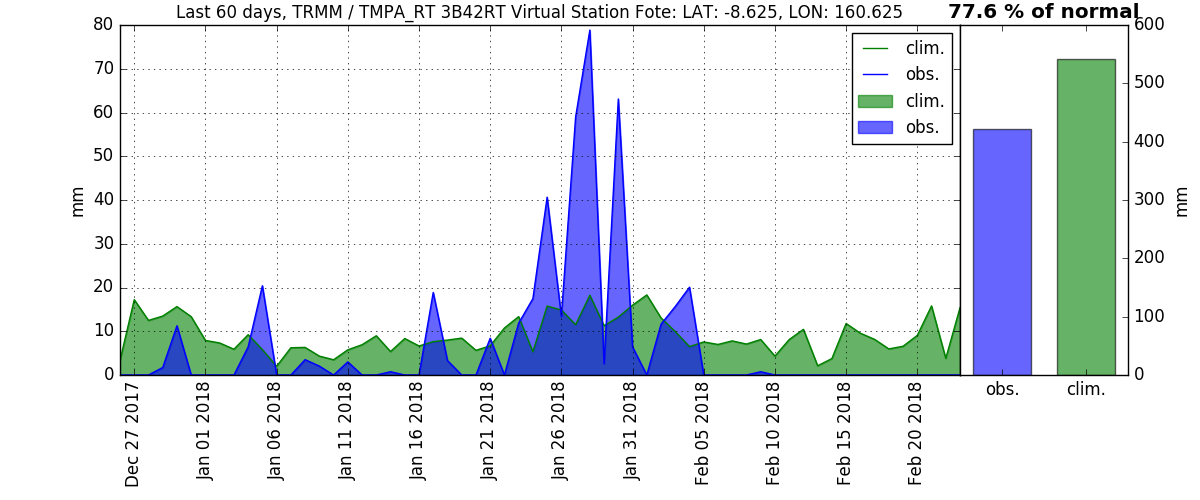 Last 60 days, TRMM / TMPA_RT 3B42RT Virtual Station Fote: LAT: -8.625, LON: 160.625
77.6 % of normal
80
70
60
50
40
30
20
10
0
mm
clim.
obs.
clim.
obs.
Dec 27 2017
Jan 01 2018
Jan 06 2018
Jan 11 2018
Jan 16 2018
Jan 21 2018
Jan 26 2018
Jan 31 2018
Feb 05 2018
Feb 10 2018
Feb 15 2018
Feb 20 2018
600
500
400
300
200
100
0
mm
obs.
clim.